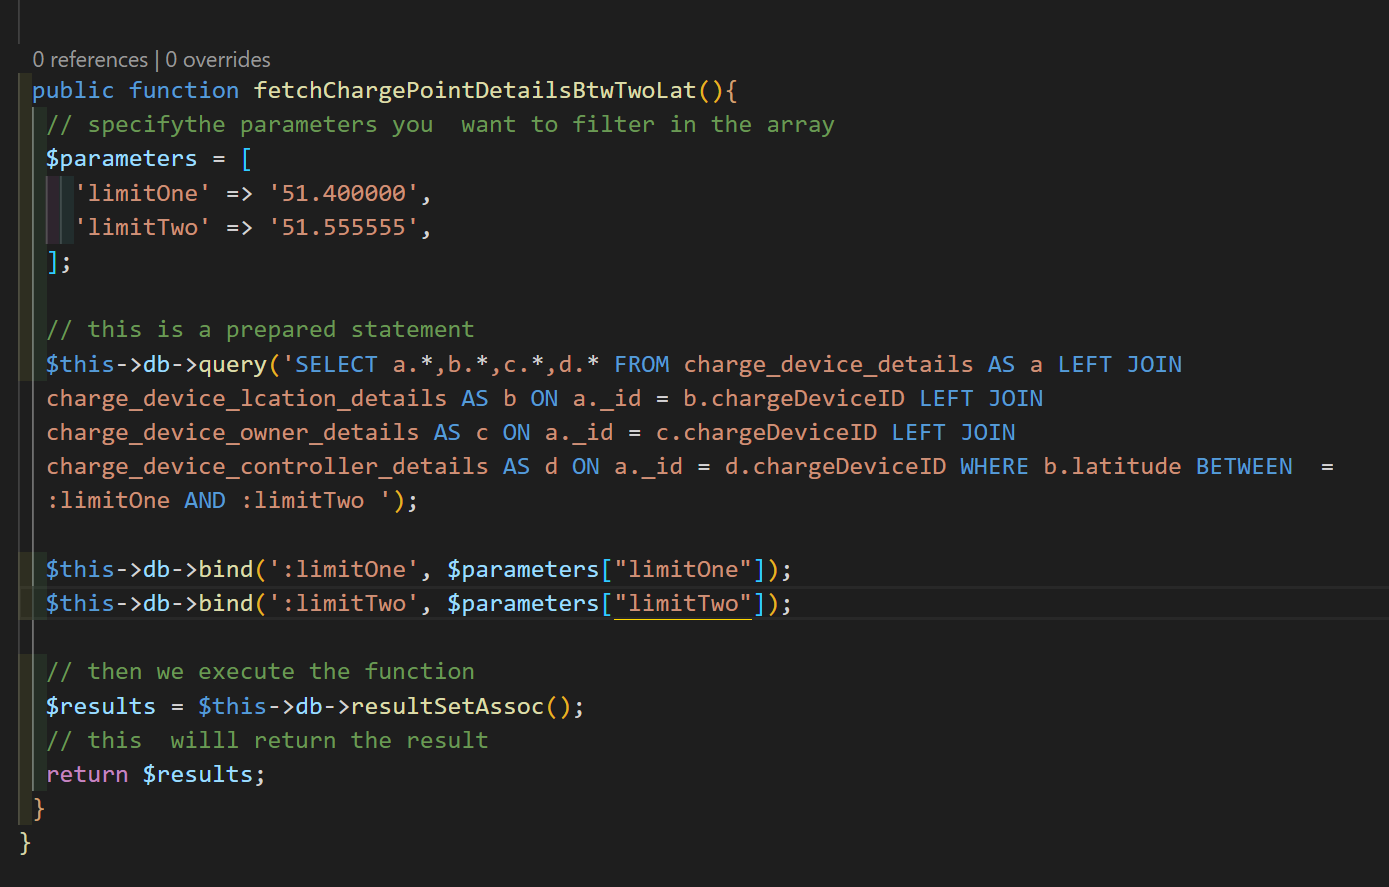 0 references | 0 overrides
public function fetchChargePointDetailsBtwTwoLat(){
// specifythe parameters you  want to filter in the array
$parameters = [
'limitOne' => '51.400000',
'limitTwo' => '51.555555',
];
// this is a prepared statement
$this->db->query('SELECT a.*,b.*,c.*,d.* FROM charge_device_details AS a LEFT JOIN
charge_device_lcation_details AS b ON a._id = b.chargeDeviceID LEFT JOIN
charge_device_owner_details AS c ON a._id = c.chargeDeviceID LEFT JOIN
charge_device_controller_details AS d ON a._id = d.chargeDeviceID WHERE b.latitude BETWEEN  =
:limitOne AND :limitTwo ');
$this->db->bind(':limitOne', $parameters["limitOne"]);
$this->db->bind(':limitTwo', $parameters["limitTwo"]);
// then we execute the function
$results = $this->db->resultSetAssoc();
// this  willl return the result
return $results;
}
}